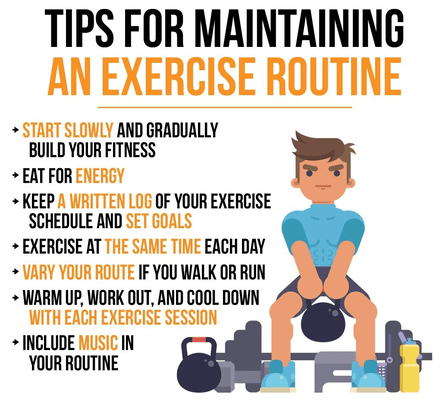 TIPS FOR MAINTAINING
AN EXERCISE ROUTINE
START SLOWLY AND GRADUALLY
BUILD YOUR FITNESS
EAT FOR ENERGY
KEEP A WRITTEN LOG OF YOUR EXERCISE
SCHEDULE AND SET GOALS
EXERCISE AT THE SAME TIME EACH DAY
VARY YOUR ROUTE IF YOU WALK OR RUN
WARM UP, WORK OUT, AND COOL DOWN
WITH EACH EXERCISE SESSION
INCLUDE MUSIC IN
YOUR ROUTINE